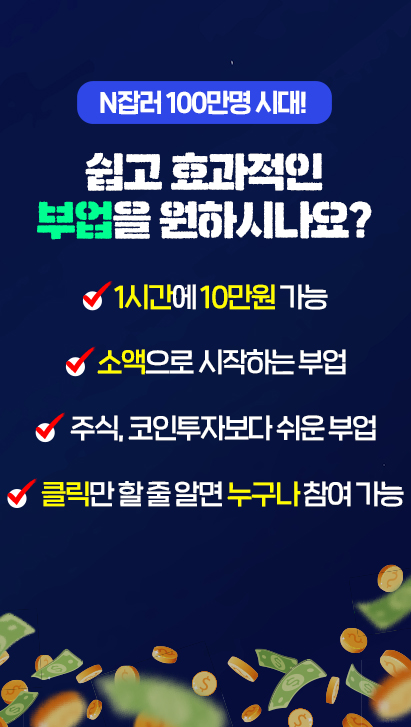 N잡러 100만명 시대!
쉽고 효과적인
부업을 원하시나요?
1시간에 10만원 가능
소액으로 시작하는 부업
주식, 코인투자보다 쉬운 부업
클릭만 할 줄 알면 누구나 참여 가능